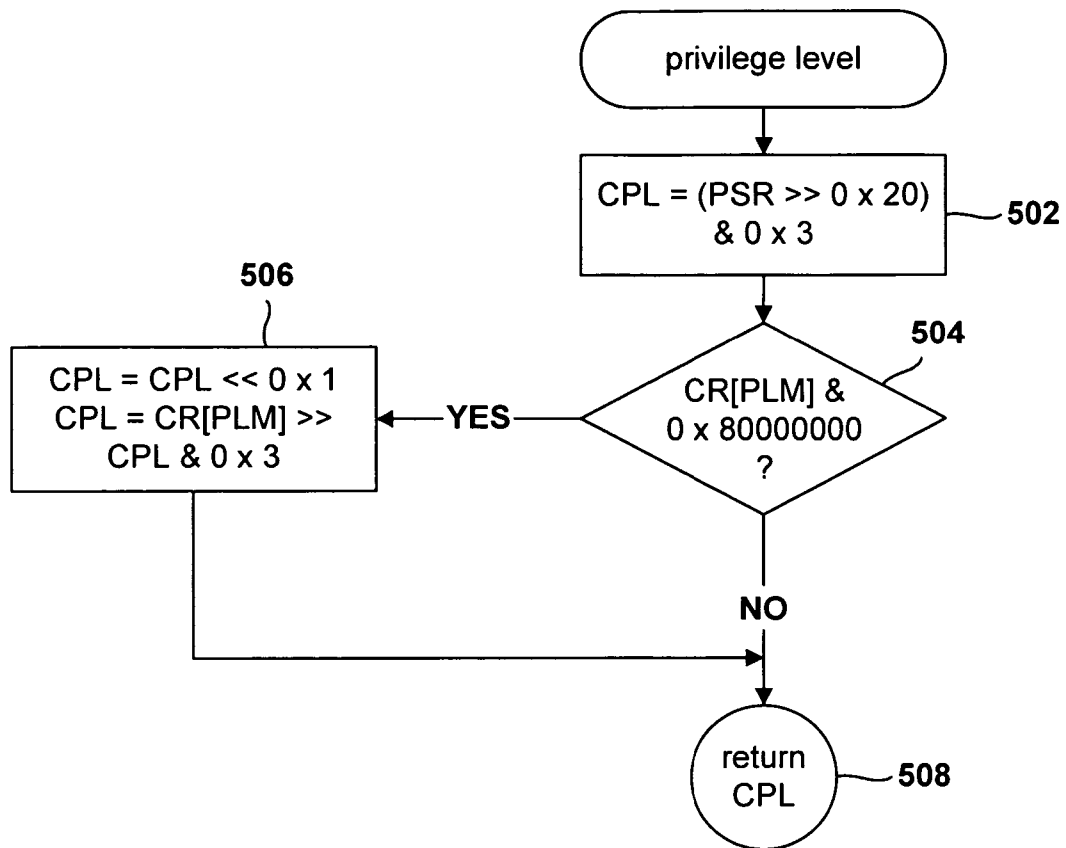 privilege level
CPL = (PSR >> 0 x 20)
& 0 x 3
502
504
CR[PLM] &
0 x 80000000
?
YES
506
CPL = CPL << 0 x 1
CPL = CR[PLM] >>
CPL & 0 x 3
NO
return
CPL
508